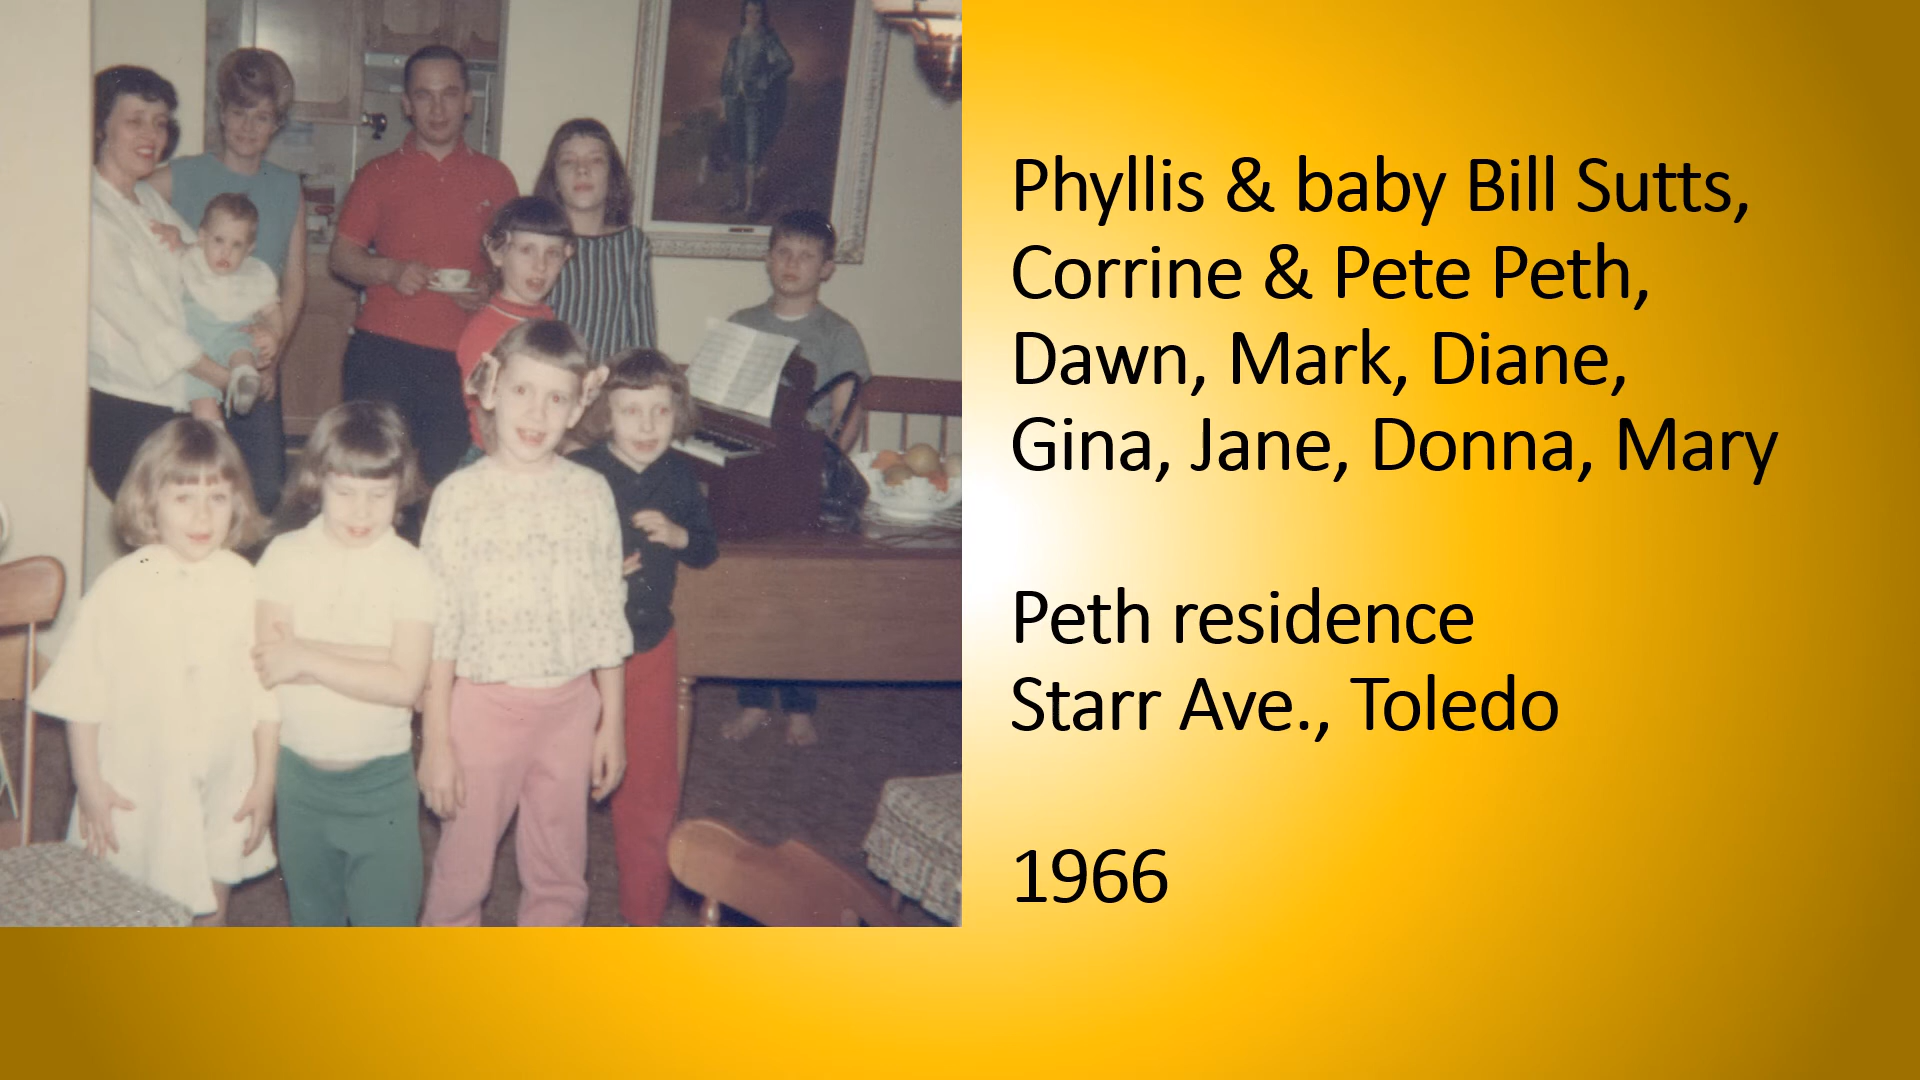 Phyllis & baby Bill Sutts,
Corrine & Pete Peth,
Dawn, Mark, Diane,
Gina, Jane, Donna, Mary
Peth residence
Starr Ave., Toledo
1966